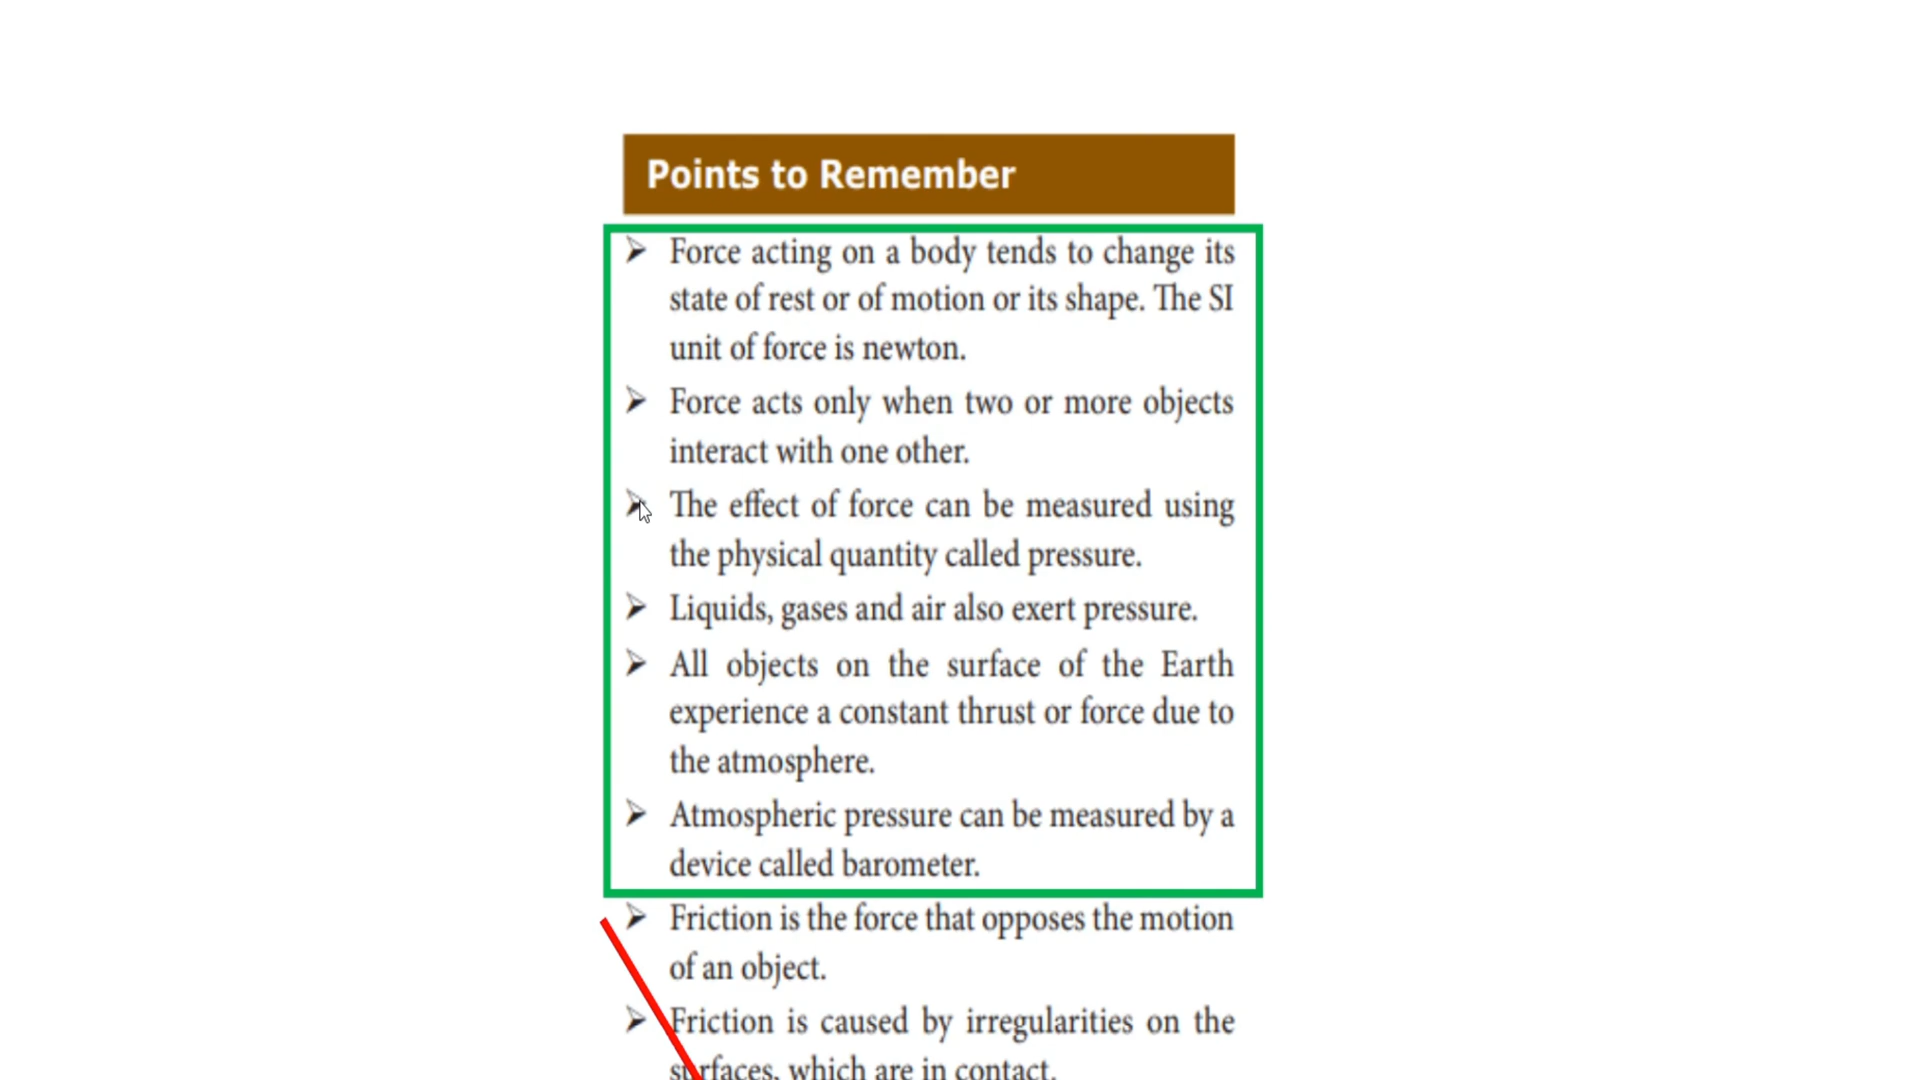 Points to Remember
➤ Force acting on a body tends to change its
state of rest or of motion or its shape. The SI
unit of force is newton.
➤ Force acts only when two or more objects
interact with one other.
➤ The effect of force can be measured using
the physical quantity called pressure.
➤ Liquids, gases and air also exert pressure.
➤ All objects on the surface of the Earth
experience a constant thrust or force due to
the atmosphere.
➤ Atmospheric pressure can be measured by a
device called barometer.
➤ Friction is the force that opposes the motion
of an object.
➤ Friction is caused by irregularities on the
surfaces, which are in contact.